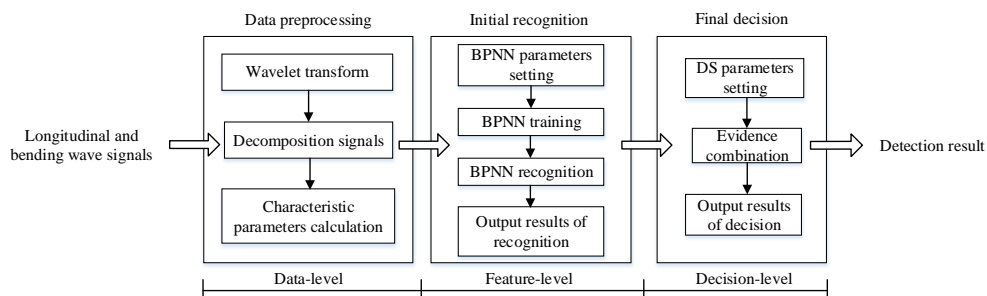 Data preprocessing
Initial recognition
Final decision
Longitudinal and
bending wave signals
Wavelet transform
Decomposition signals
Characteristic
parameters calculation
BPNN parameters
setting
BPNN training
BPNN recognition
Output results of
recognition
DS parameters
setting
Evidence
combination
Output results
of decision
Detection result
Data-level
Feature-level
Decision-level